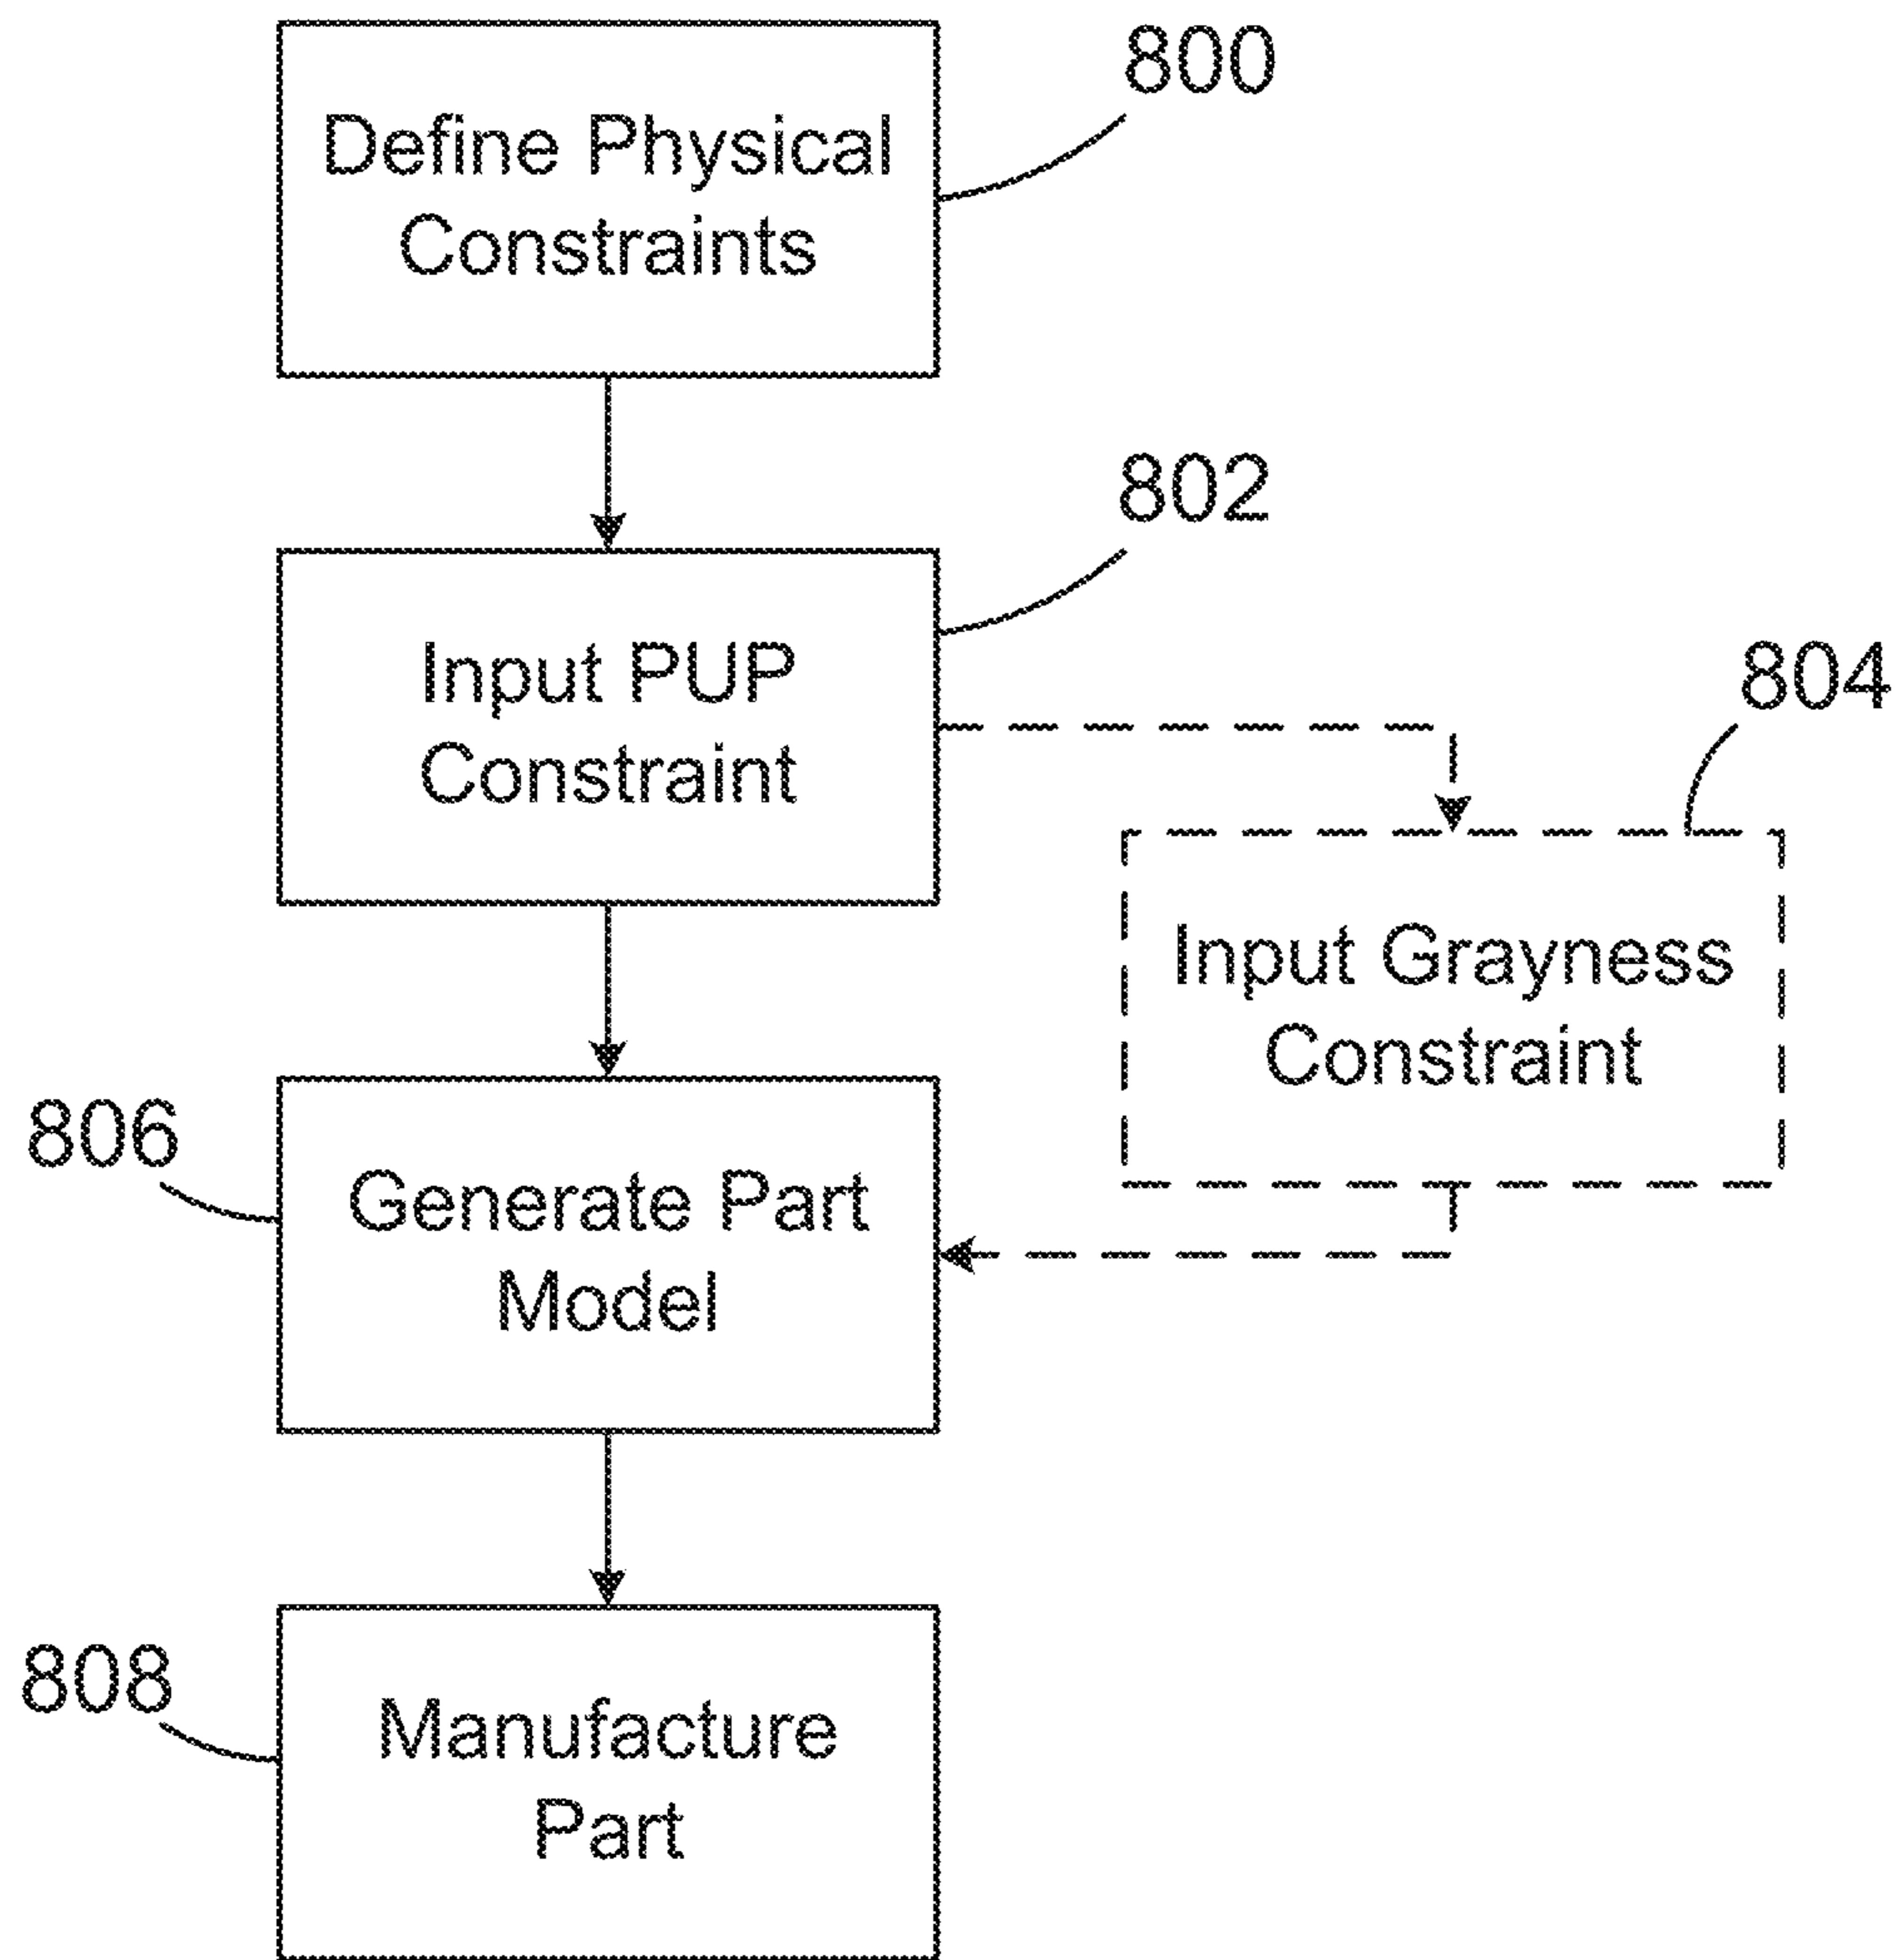 Define Physical
Constraints
800
Input PUP
Constraint
802
804
Input Grayness
Constraint
806
Generate Part
Model
808
Manufacture
Part